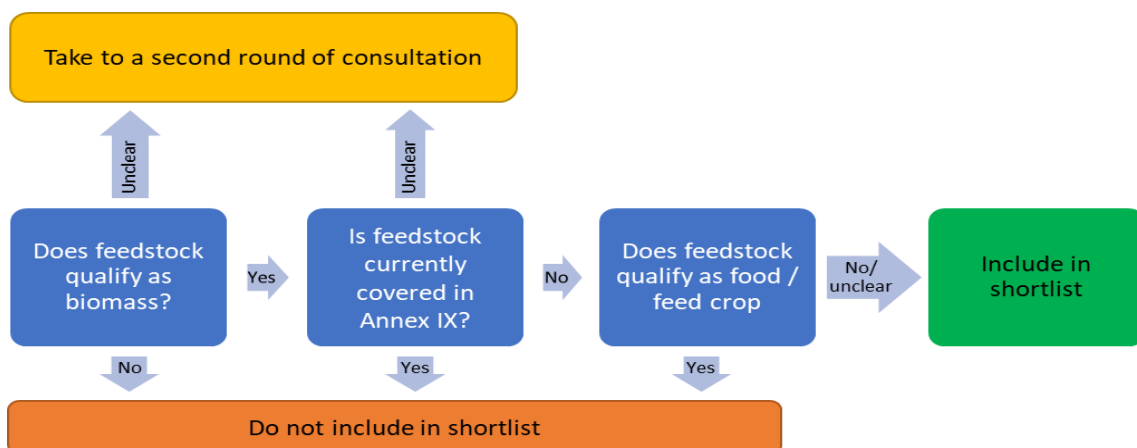 Take to a second round of consultation
Unclear
Unclear
Does feedstock
qualify as
biomass?
Yes
Is feedstock
currently
covered in
Annex IX?
No
Does feedstock
qualify as food /
feed crop
No/
unclear
Include in
shortlist
No
Yes
Yes
Do not include in shortlist